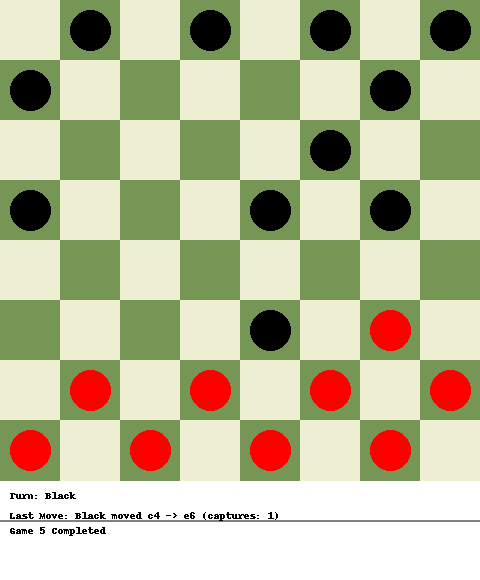 Turn: Black
Last Move: Black moved c4 -> e6 (captures: 1)
Game 5 Completed